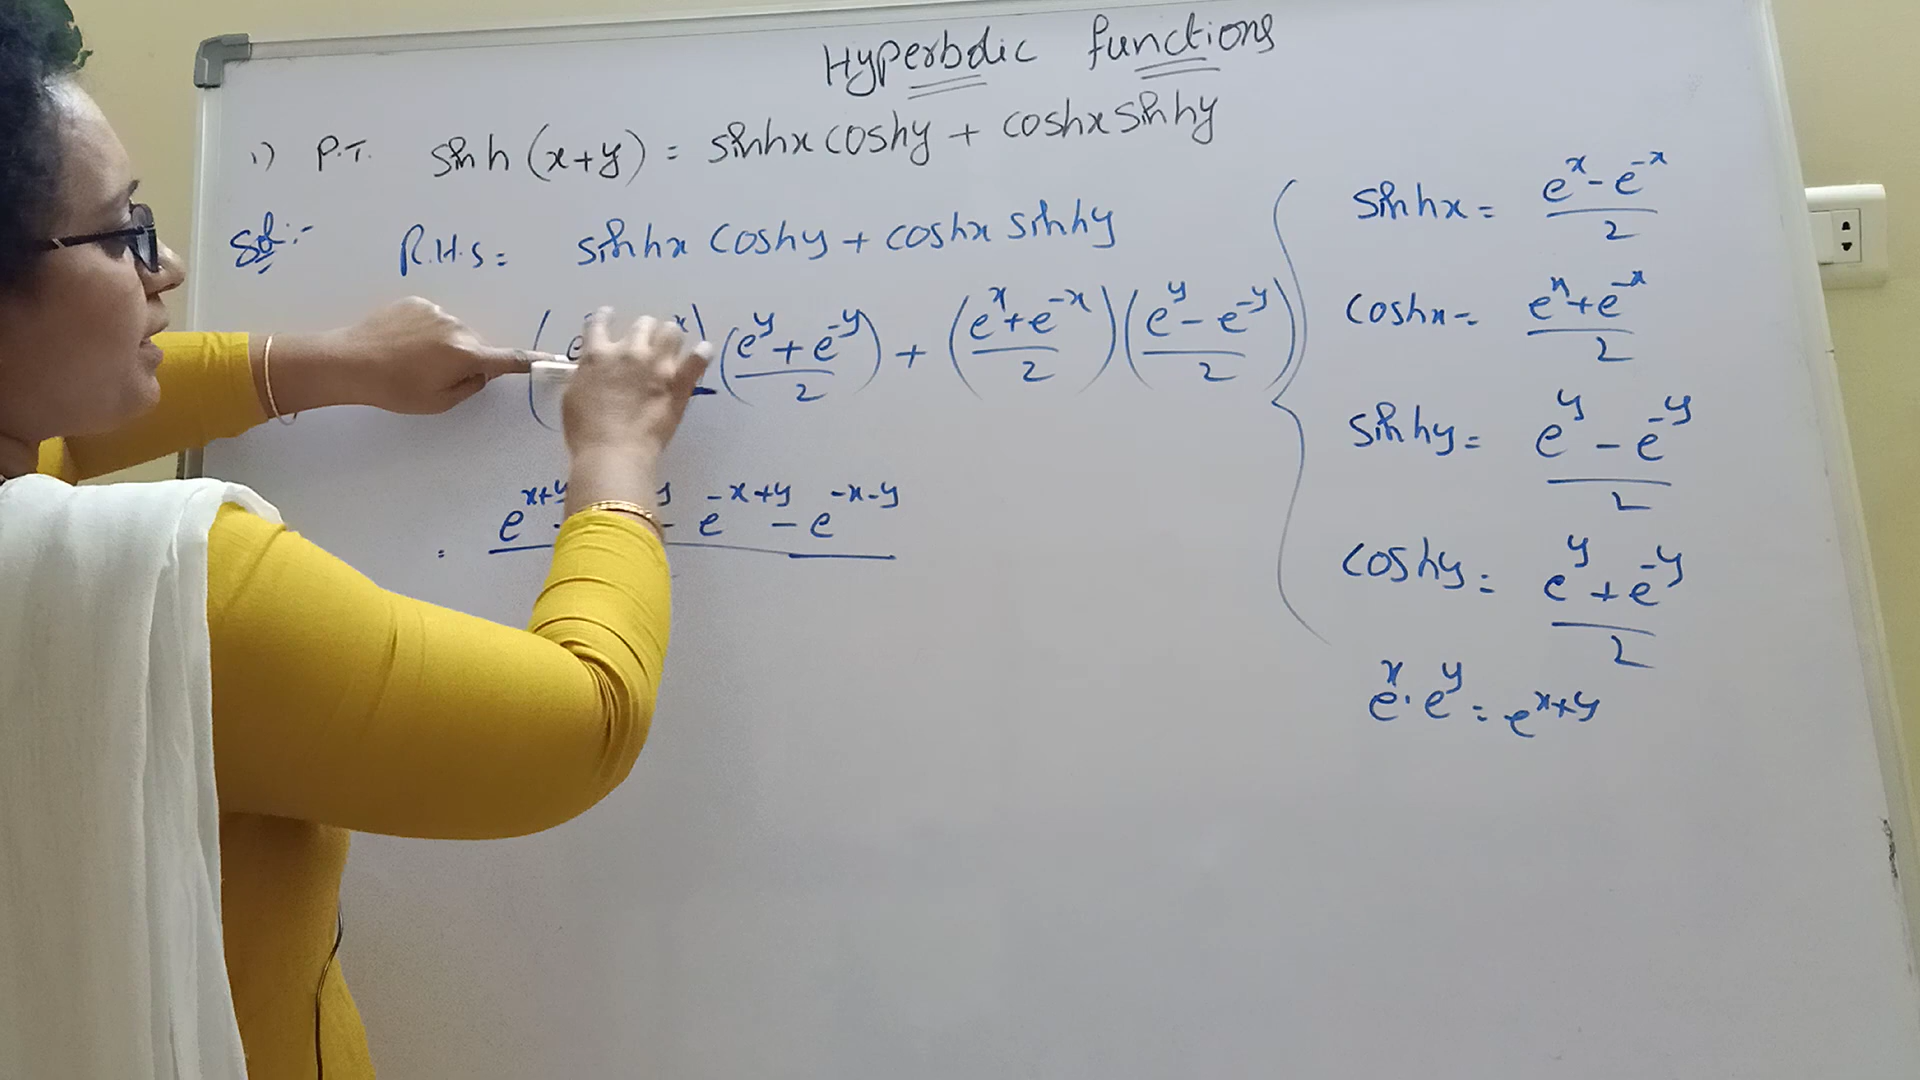 Hyperbolic functions
1) P.T. sinh (x+y) = sinhx coshy + coshx sinhy
Sol:- R.H.S = sinhx coshy + coshx sinhy
(e^y + e^-y)/2) + ((e^x + e^-x)/2) ((e^y - e^-y)/2)
= e^x+y - e^-x+y - e^-x-y
sinhx = (e^x - e^-x)/2
coshx = (e^x + e^-x)/2
sinhy = (e^y - e^-y)/2
coshy = (e^y + e^-y)/2
e^x · e^y = e^x+y